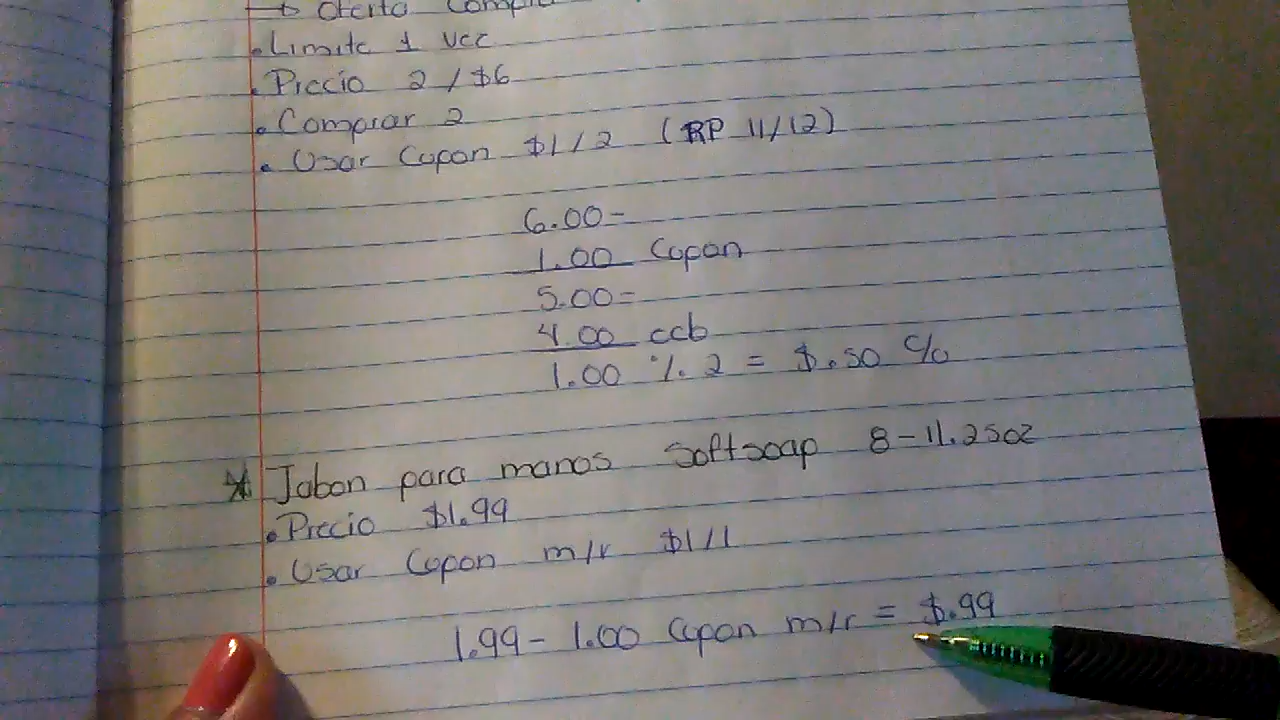 → Oferta Compra
• Limite 1 vez
• Precio 2 / $6
• Comprar 2
• Usar Cupon $1/2 (RP 11/12)
6.00-
1.00 Cupon
5.00-
4.00 ccb
1.00 ٪ 2 = $.50 c/o
* Jabon para manos softsoap 8-11.25oz
• Precio $1.99
• Usar Cupon m/r $1/1
1.99 - 1.00 Cupon m/r = $.99